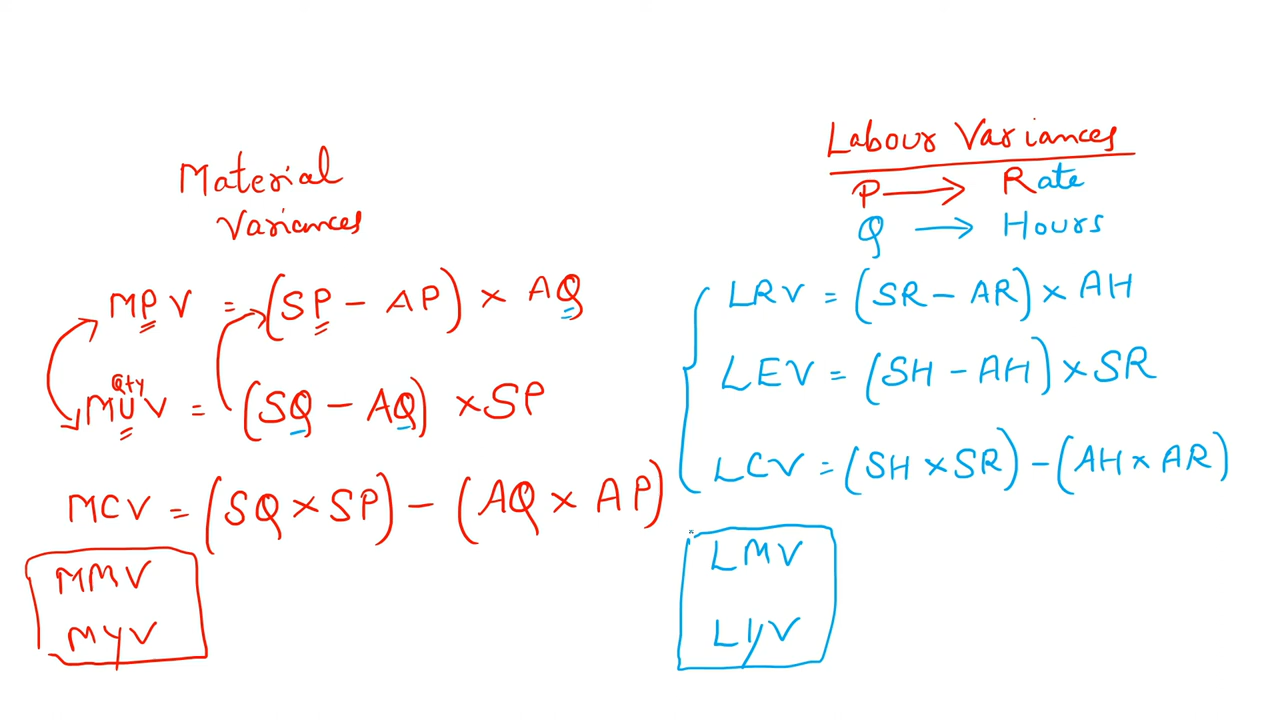 Material
Variances
MPV = (SP - AP) × AQ
Qty
MUV = (SQ - AQ) × SP
MCV = (SQ × SP) - (AQ × AP)
MMV
MYV
Labour Variances
P → Rate
Q → Hours
LRV = (SR - AR) × AH
LEV = (SH - AH) × SR
LCV = (SH × SR) - (AH × AR)
LMV
LYV